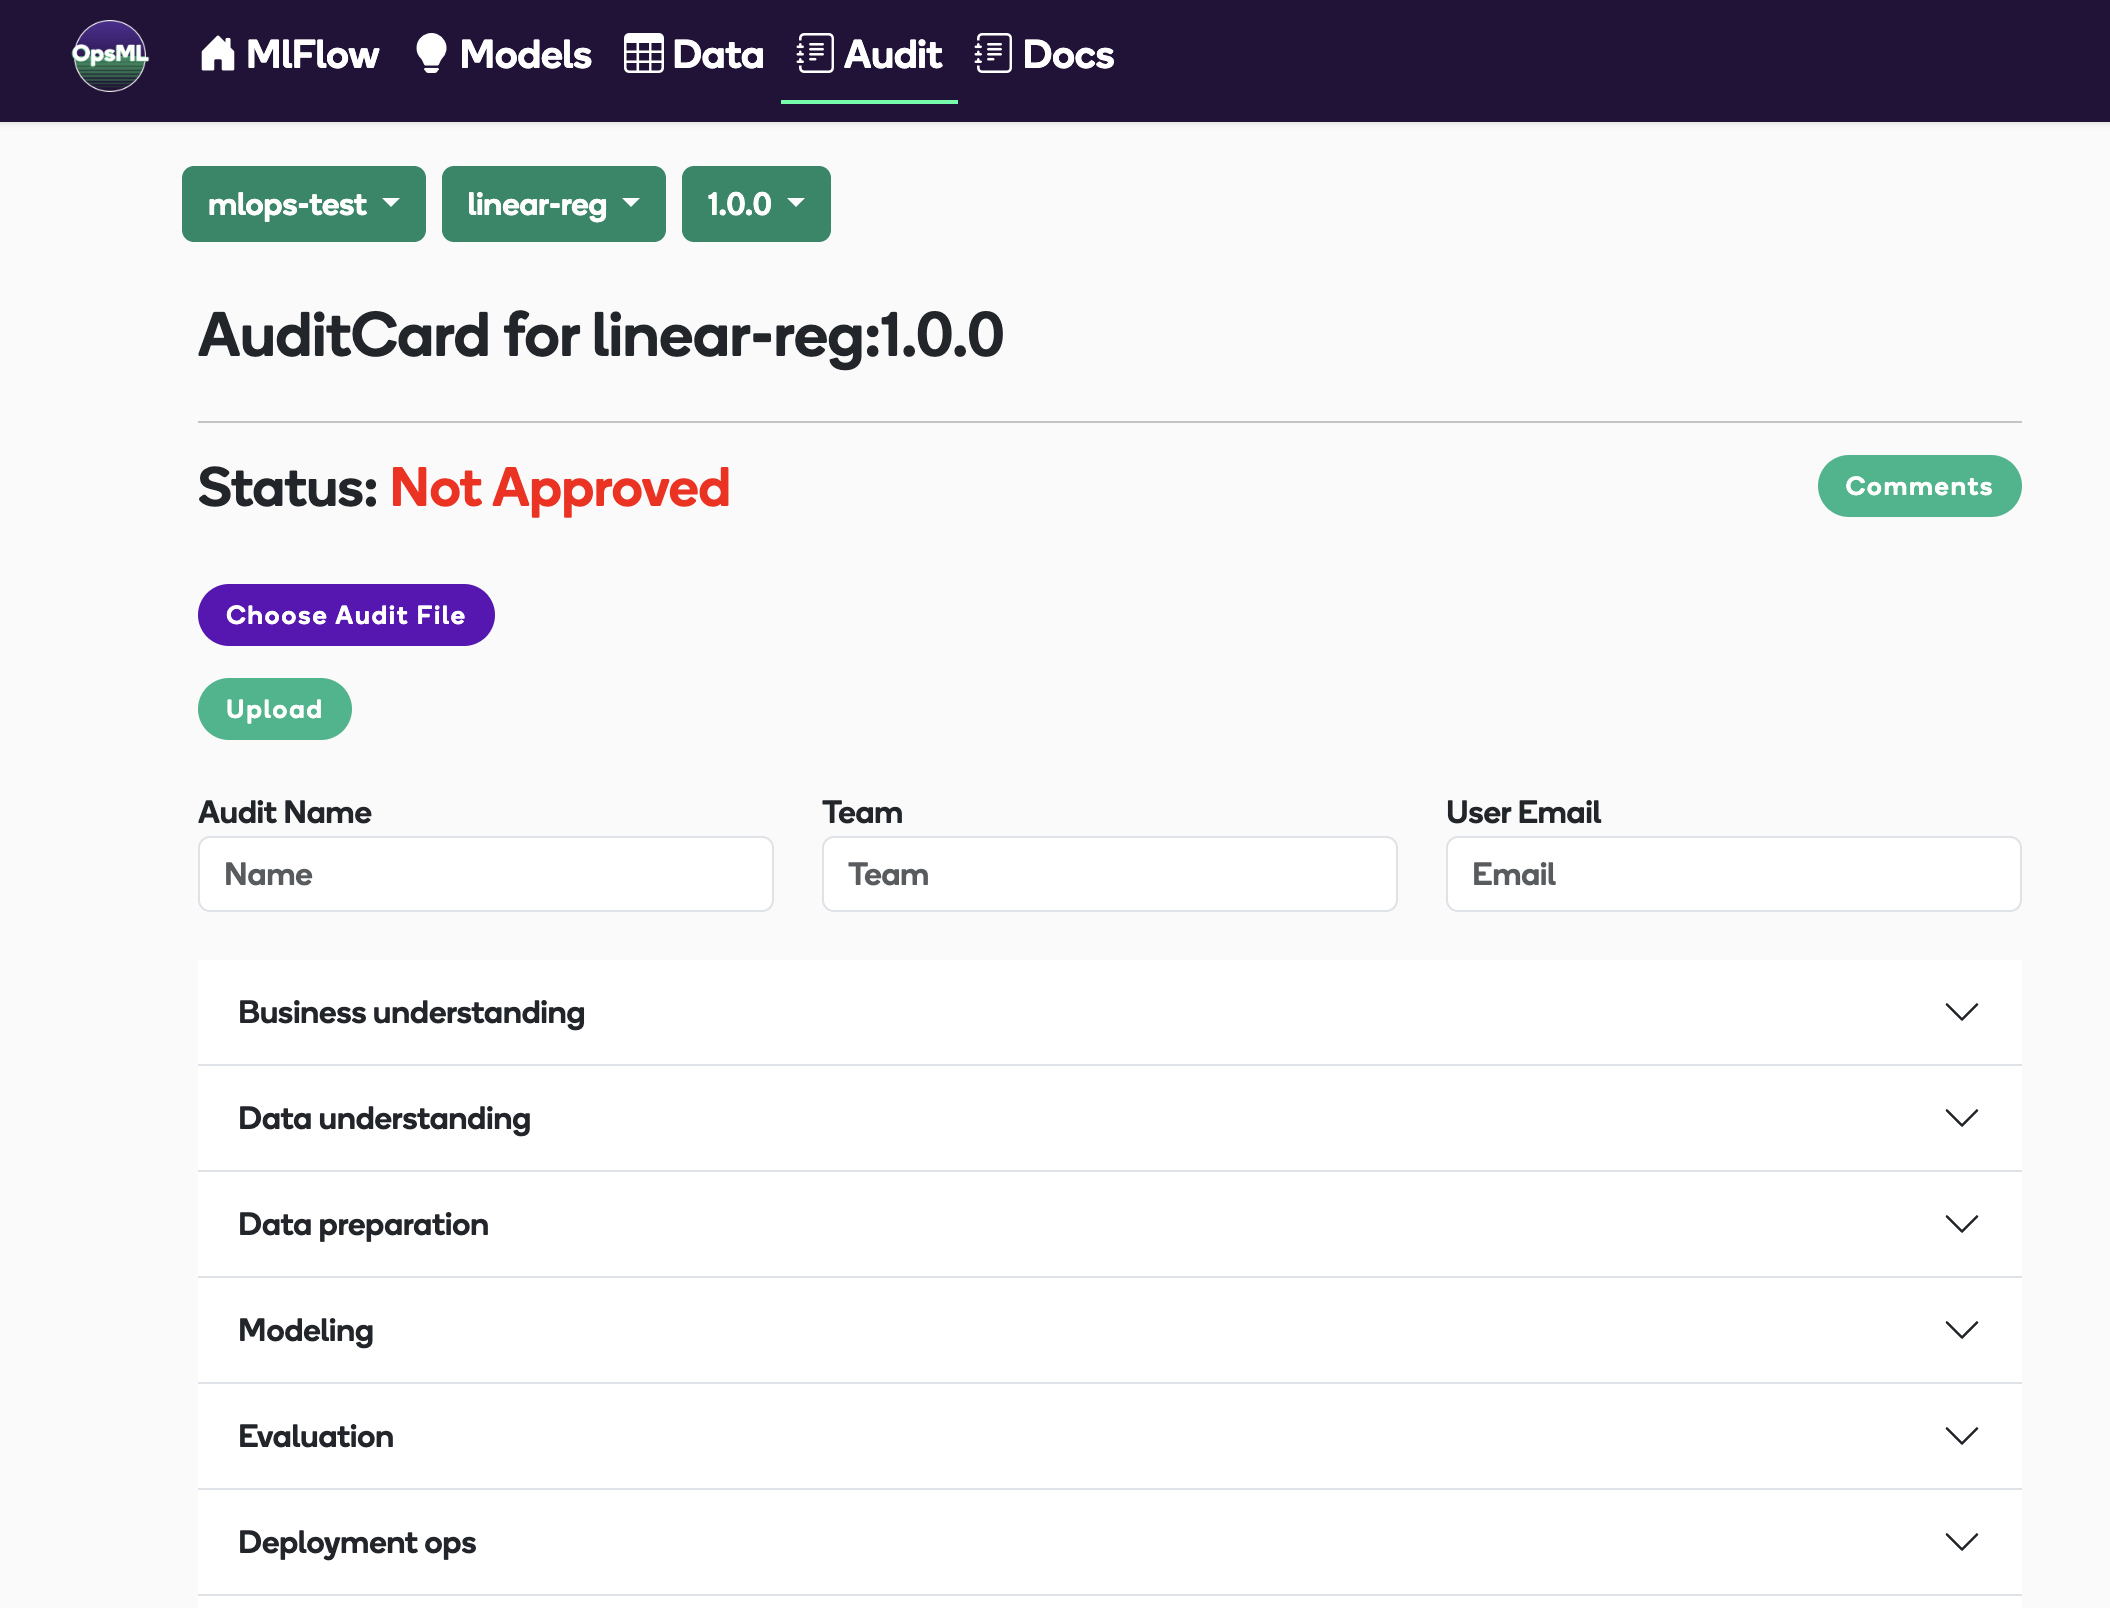 OpsML MlFlow Models Data Audit Docs
mlops-test linear-reg 1.0.0
AuditCard for linear-reg:1.0.0
Status: Not Approved
Comments
Choose Audit File
Upload
Audit Name Team User Email
Name Team Email
Business understanding
Data understanding
Data preparation
Modeling
Evaluation
Deployment ops